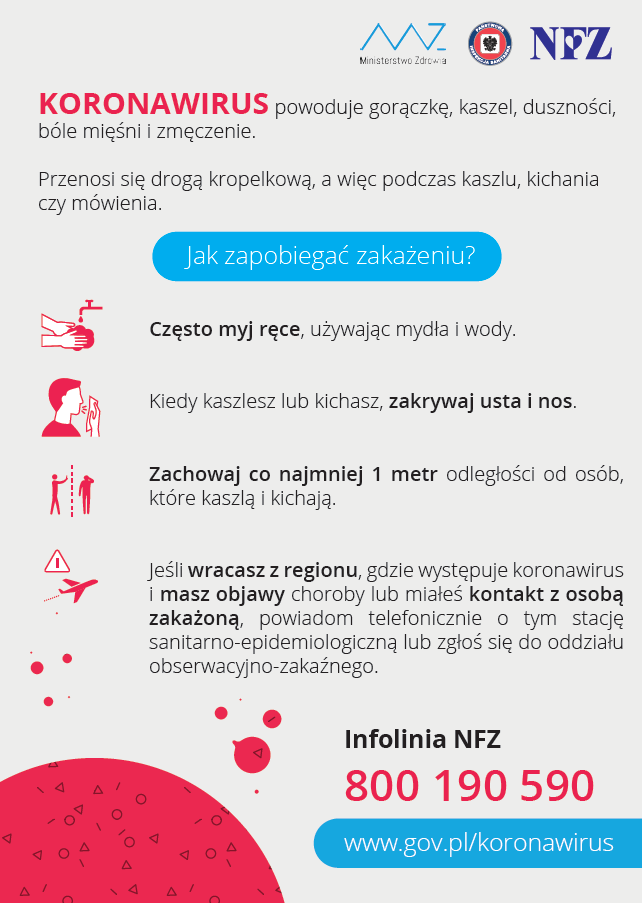 Ministerstwo Zdrowia
PAŃSTWOWA
INSPEKCJA SANITARNA
NFZ
KORONAWIRUS powoduje gorączkę, kaszel, duszności,
bóle mięśni i zmęczenie.
Przenosi się drogą kropelkową, a więc podczas kaszlu, kichania
czy mówienia.
Jak zapobiegać zakażeniu?
Często myj ręce, używając mydła i wody.
Kiedy kaszlesz lub kichasz, zakrywaj usta i nos.
Zachowaj co najmniej 1 metr odległości od osób,
które kaszlą i kichają.
Jeśli wracasz z regionu, gdzie występuje koronawirus
i masz objawy choroby lub miałeś kontakt z osobą
zakażoną, powiadom telefonicznie o tym stację
sanitarno-epidemiologiczną lub zgłoś się do oddziału
obserwacyjno-zakaźnego.
Infolinia NFZ
800 190 590
www.gov.pl/koronawirus